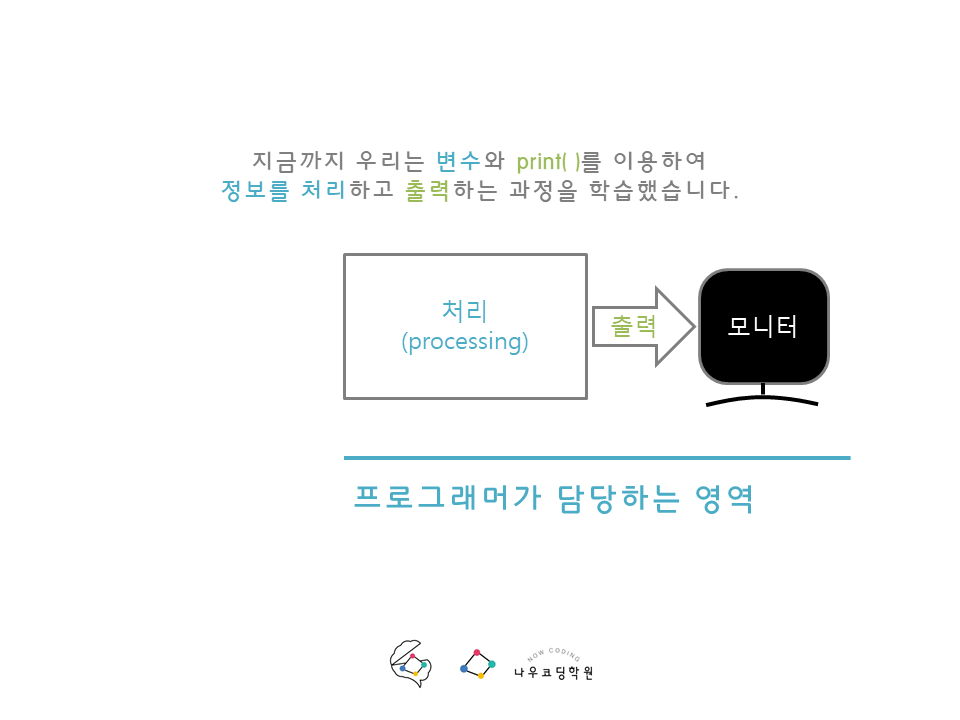 지금까지 우리는 변수와 print( )를 이용하여
정보를 처리하고 출력하는 과정을 학습했습니다.
처리
(processing)
출력
모니터
프로그래머가 담당하는 영역
NOW CODING
나우코딩학원